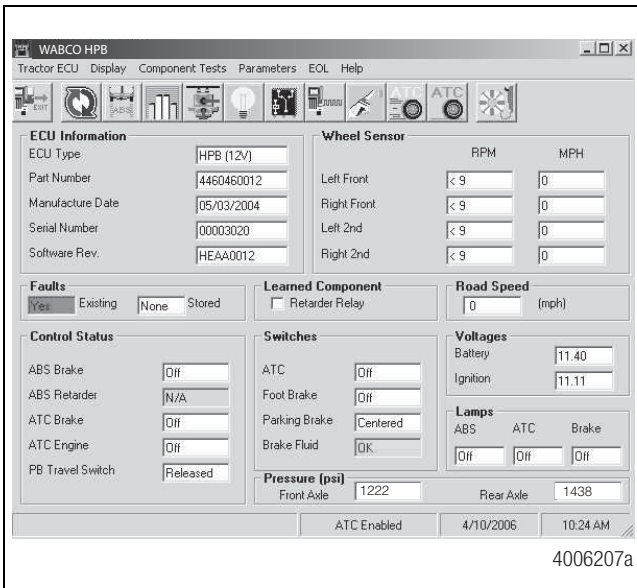 WABCO HPB
Tractor ECU Display Component Tests Parameters EOL Help
EXIT ABS ATC ATC
ECU Information
ECU Type HPB (12V)
Part Number 4460460012
Manufacture Date 05/03/2004
Serial Number 00003020
Software Rev. HEAA0012
Wheel Sensor
RPM MPH
Left Front < 9 0
Right Front < 9 0
Left 2nd < 9 0
Right 2nd < 9 0
Faults
Yes Existing None Stored
Learned Component
Retarder Relay
Road Speed
0 (mph)
Control Status
ABS Brake Off
ABS Retarder N/A
ATC Brake Off
ATC Engine Off
PB Travel Switch Released
Switches
ATC Off
Foot Brake Off
Parking Brake Centered
Brake Fluid OK
Voltages
Battery 11.40
Ignition 11.11
Lamps
ABS ATC Brake
Off Off Off
Pressure (psi)
Front Axle 1222 Rear Axle 1438
ATC Enabled 4/10/2006 10:24 AM
4006207a